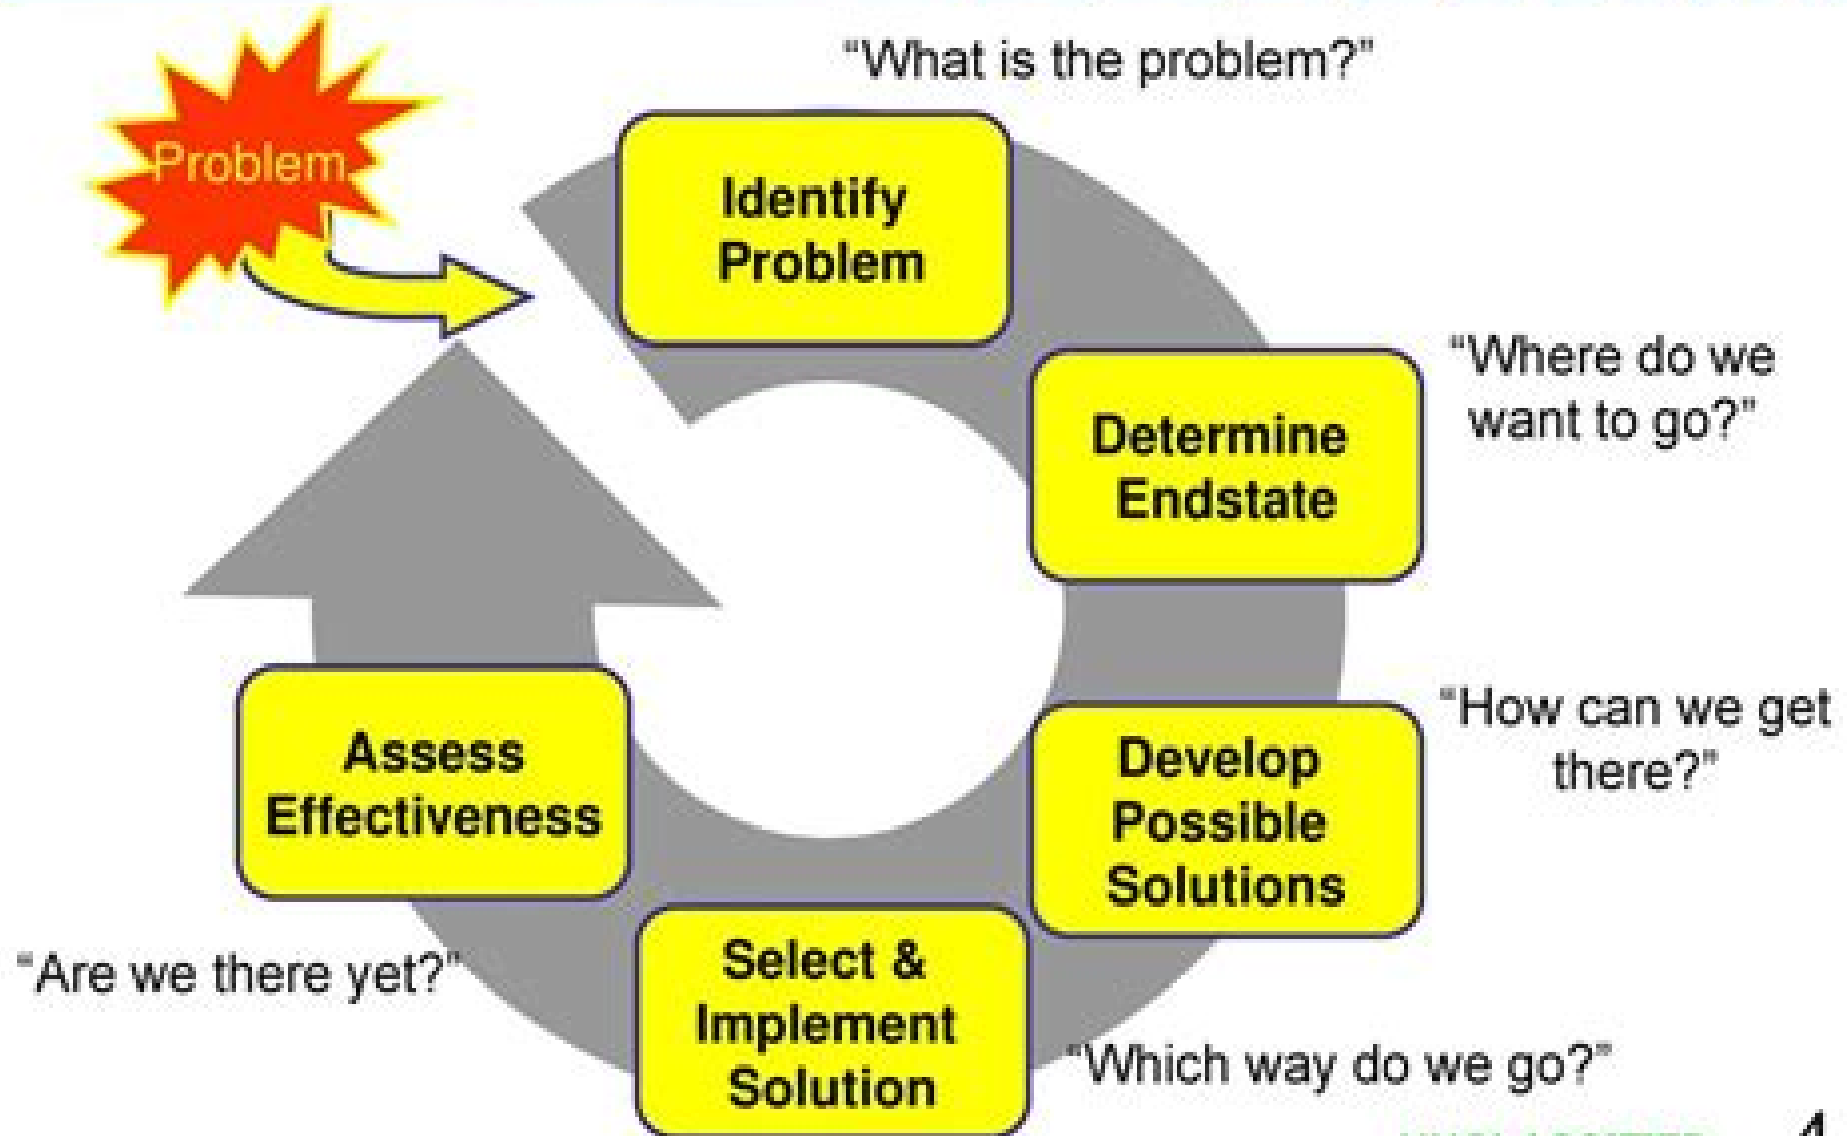 “What is the problem?”
Problem
Identify
Problem
“Where do we
want to go?”
Determine
Endstate
“How can we get
there?”
Develop
Possible
Solutions
Assess
Effectiveness
“Are we there yet?”
Select &
Implement
Solution
“Which way do we go?”
4